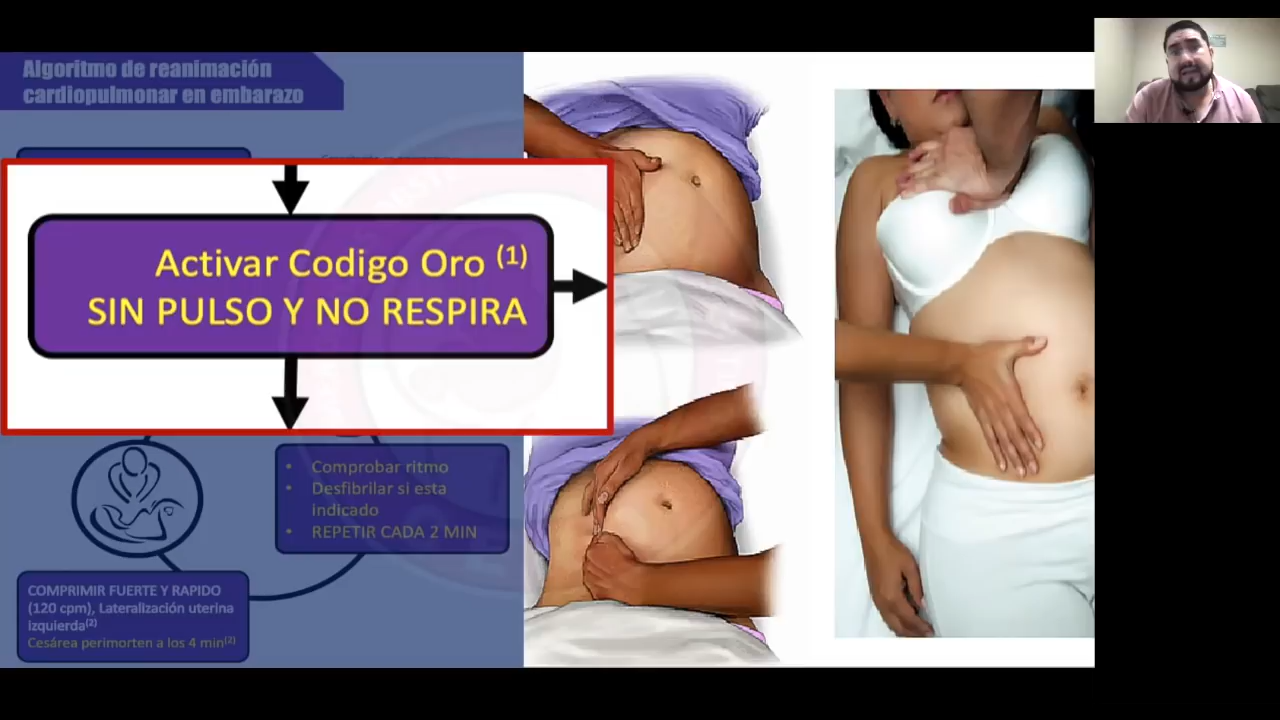 Algoritmo de reanimación
cardiopulmonar en embarazo
Activar Codigo Oro (1)
SIN PULSO Y NO RESPIRA
• Comprobar ritmo
• Desfibrilar si esta
indicado
• REPETIR CADA 2 MIN
COMPRIMIR FUERTE Y RAPIDO
(120 cpm), Lateralización uterina
izquierda(2)
Cesárea perimorten a los 4 min(2)